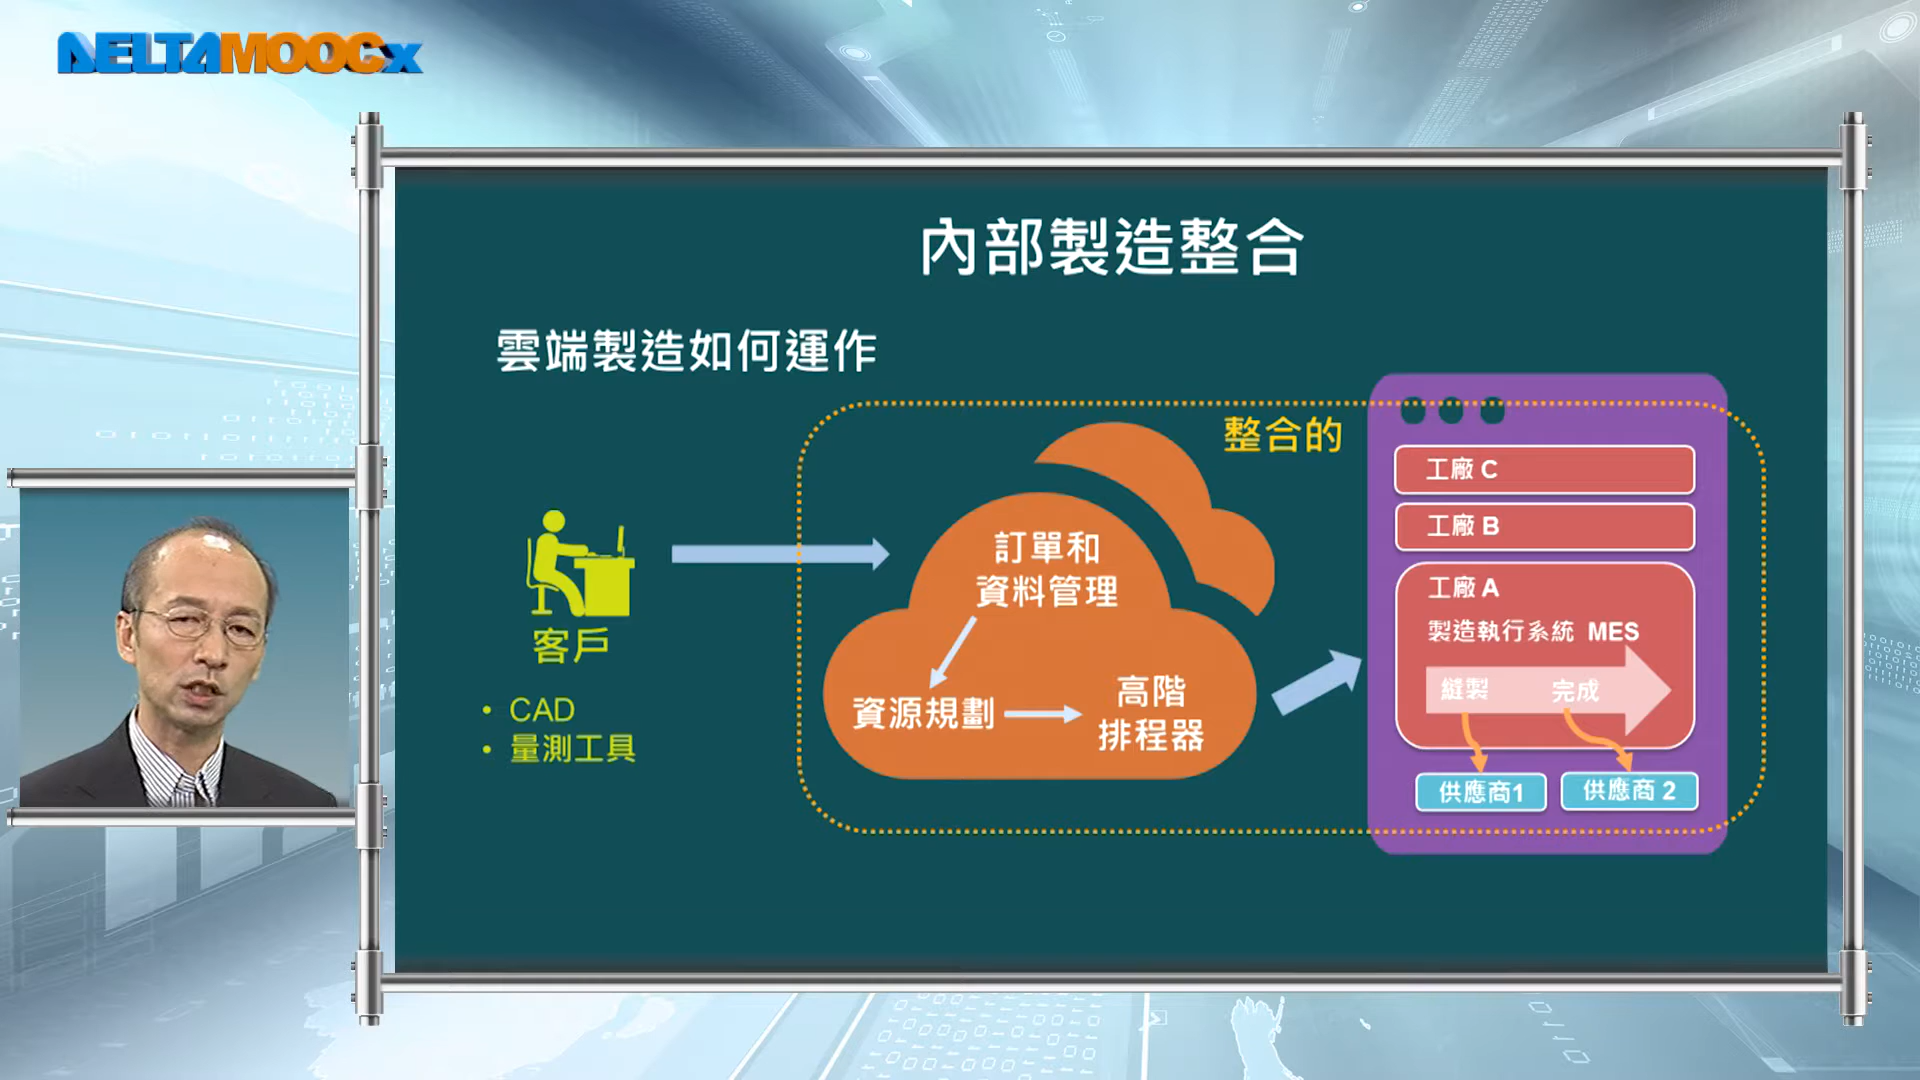 DELTAMOOCx
內部製造整合
雲端製造如何運作
整合的
客戶
• CAD
• 量測工具
訂單和
資料管理
資源規劃
高階
排程器
工廠 C
工廠 B
工廠 A
製造執行系統 MES
縫製
完成
供應商1
供應商 2